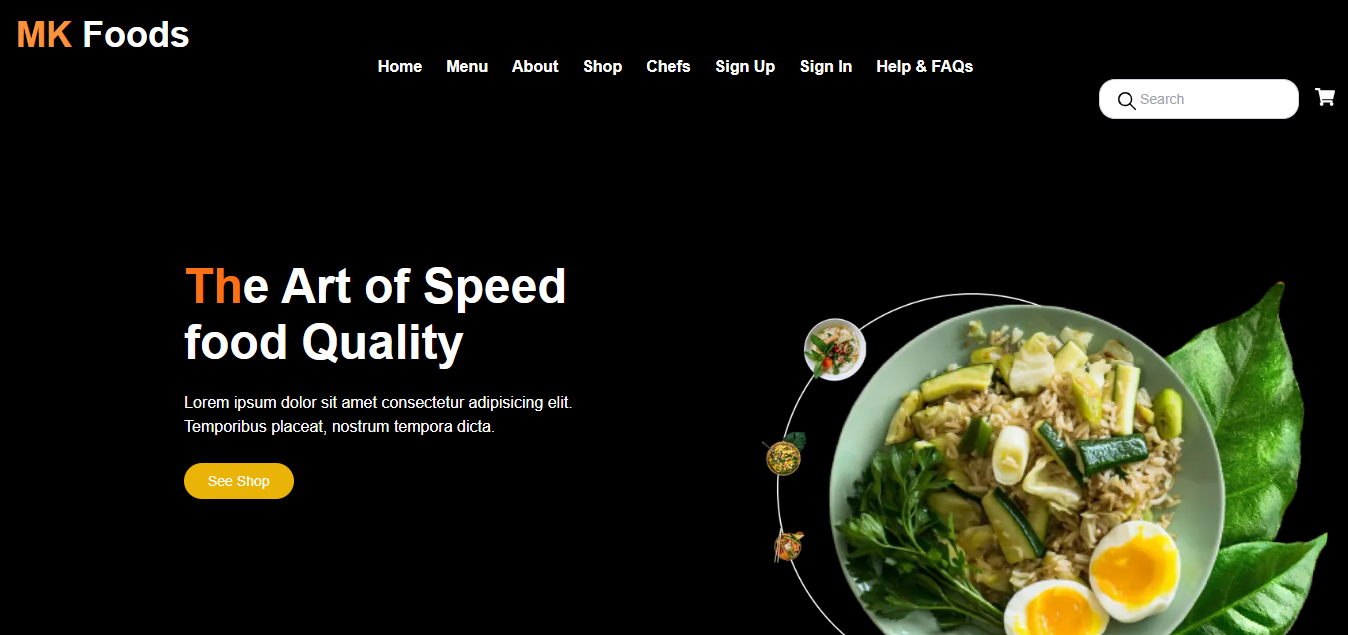 MK Foods
Home Menu About Shop Chefs Sign Up Sign In Help & FAQs
Search
The Art of Speed
food Quality
Lorem ipsum dolor sit amet consectetur adipisicing elit.
Temporibus placeat, nostrum tempora dicta.
See Shop